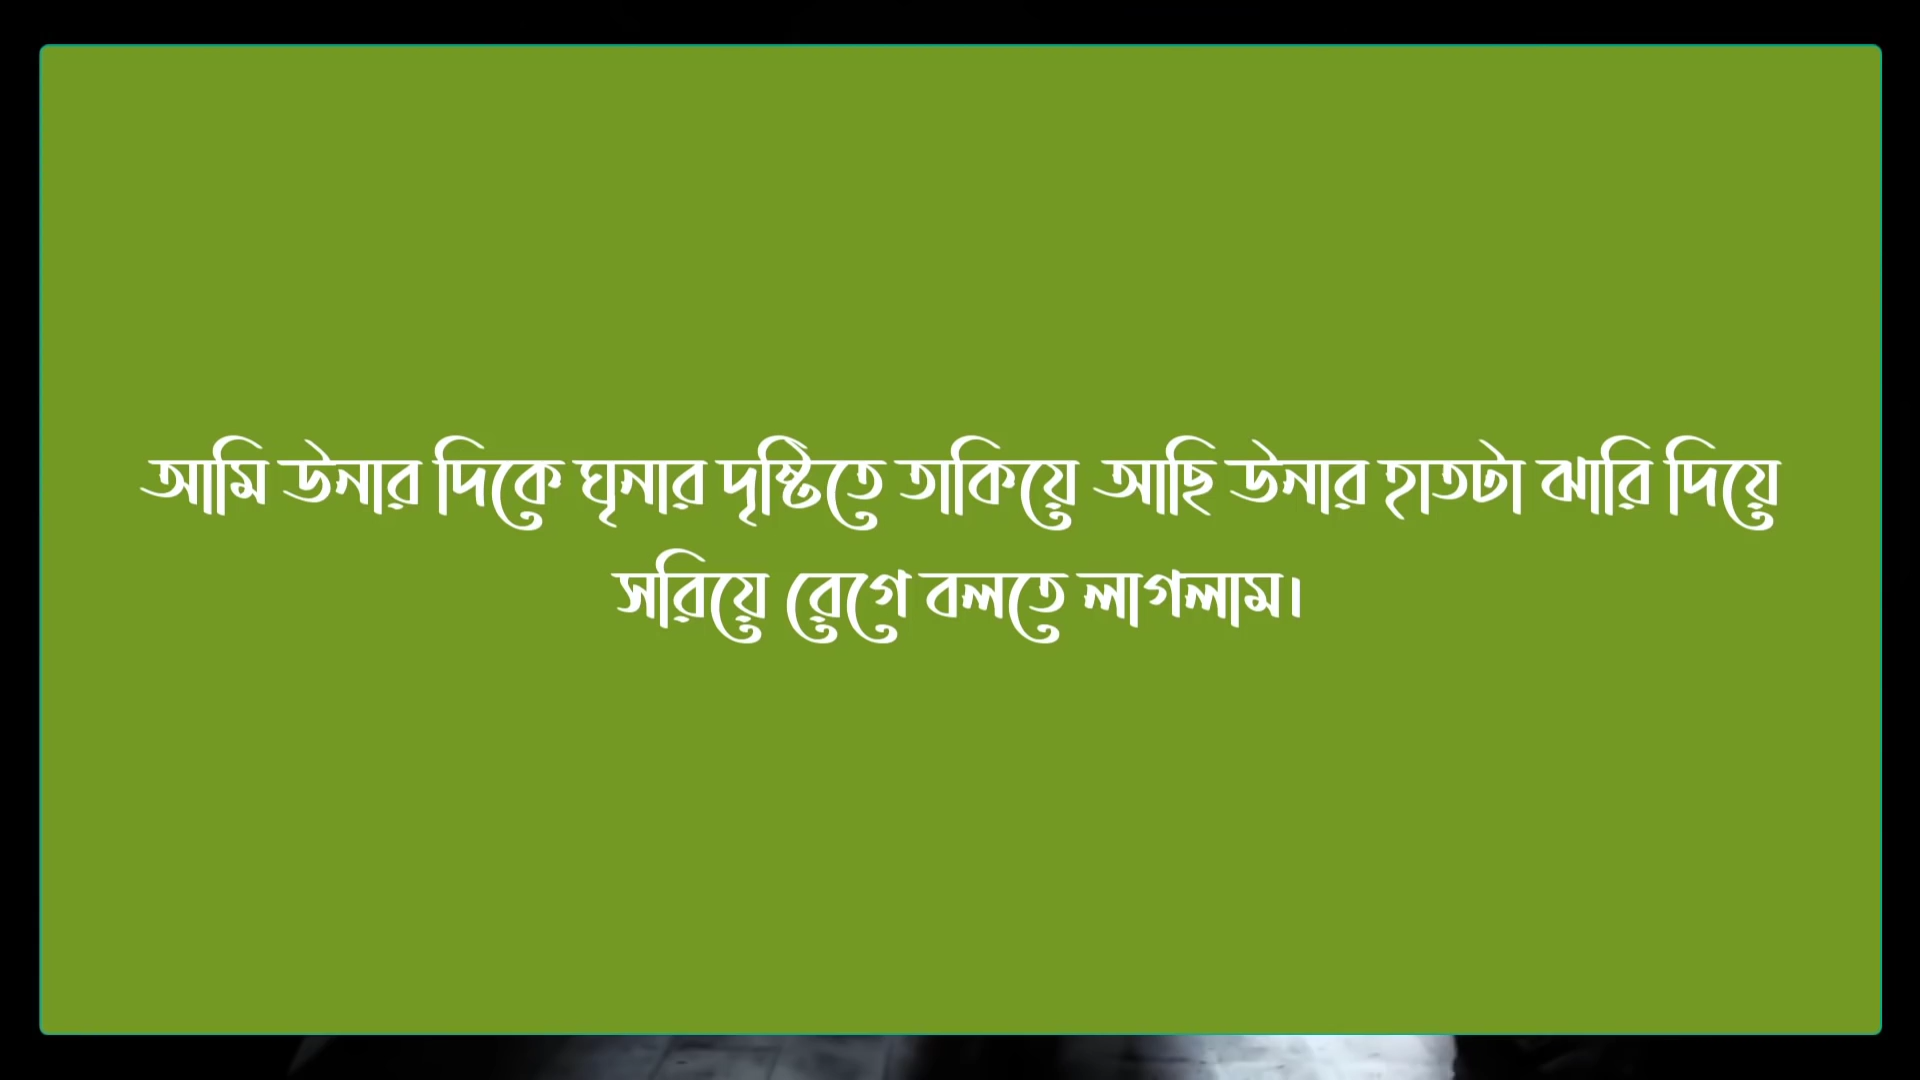 আমি উনার দিকে ঘৃনার দৃষ্টিতে তাকিয়ে আছি উনার হাতটা ঝারি দিয়ে
সরিয়ে রেগে বলতে লাগলাম।